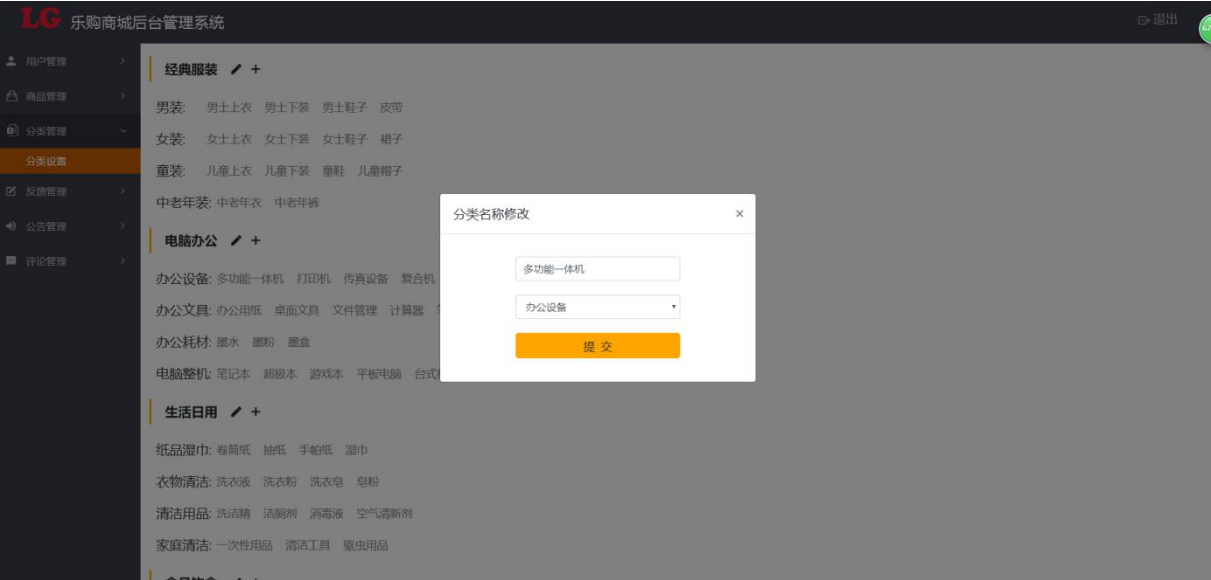 LG 乐购商城后台管理系统
退出
用户管理
商品管理
分类管理
分类设置
反馈管理
公告管理
评论管理
经典服装
男装: 男士上衣 男士下装 男士鞋子 皮带
女装: 女士上衣 女士下装 女士鞋子 裙子
童装: 儿童上衣 儿童下装 童鞋 儿童帽子
中老年装: 中老年衣 中老年裤
电脑办公
办公设备: 多功能一体机 打印机 传真设备 复合机
办公文具: 办公用纸 桌面文具 文件管理 计算器
办公耗材: 墨水 墨粉 墨盒
电脑整机: 笔记本 超极本 游戏本 平板电脑 台式
生活日用
纸品湿巾: 卷筒纸 抽纸 手帕纸 湿巾
衣物清洁: 洗衣液 洗衣粉 洗衣皂 皂粉
清洁用品: 洗洁精 洁厕剂 消毒液 空气清新剂
家庭清洁: 一次性用品 清洁工具 驱虫用品
分类名称修改
×
多功能一体机
办公设备
提 交